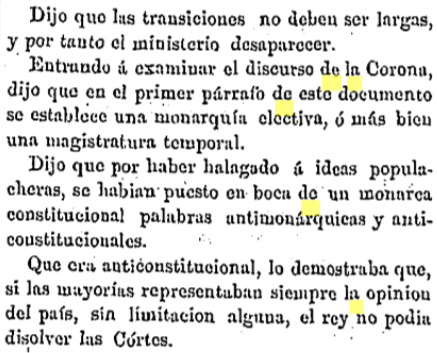 Dijo que las transiciones no deben ser largas,
y por tanto el ministerio desaparecer.
Entrando á examinar el discurso de la Corona,
dijo que en el primer párrafo de este documento
se establece una monarquía electiva, ó más bien
una magistratura temporal.
Dijo que por haber halagado á ideas popula-
cheras, se habian puesto en boca de un monarca
constitucional palabras antimonárquicas y anti-
constitucionales.
Que era anticonstitucional, lo demostraba que,
si las mayorías representaban siempre la opinion
del país, sin limitacion alguna, el rey no podia
disolver las Córtes.